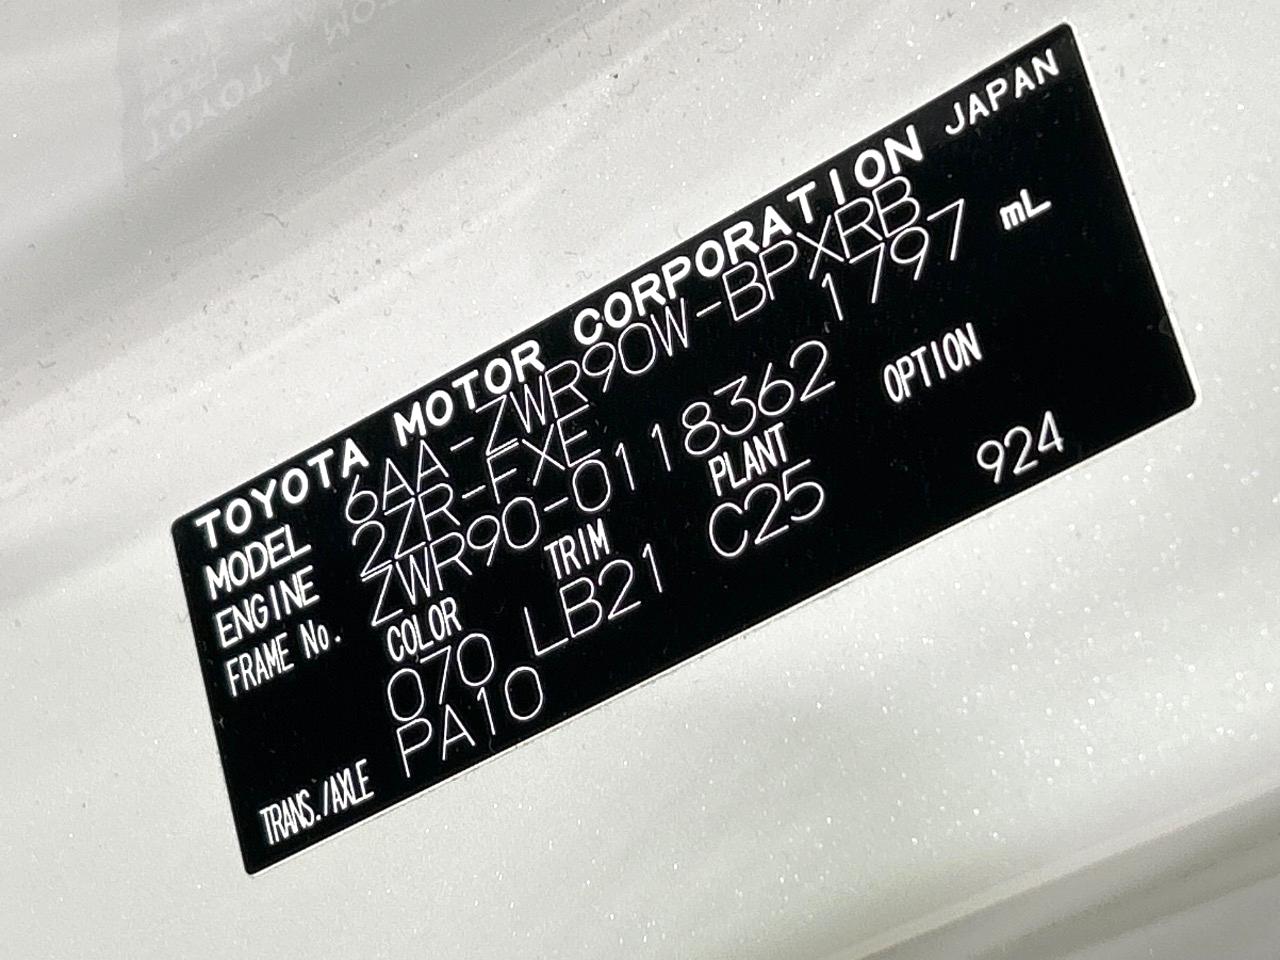 TOYOTA MOTOR CORPORATION JAPAN
MODEL 6AA-ZWR90W-BPXRB
ENGINE 2ZR-FXE 1797 mL
FRAME No. ZWR90-0118362
COLOR TRIM PLANT OPTION
070 LB21 C25 924
TRANS./AXLE PA10